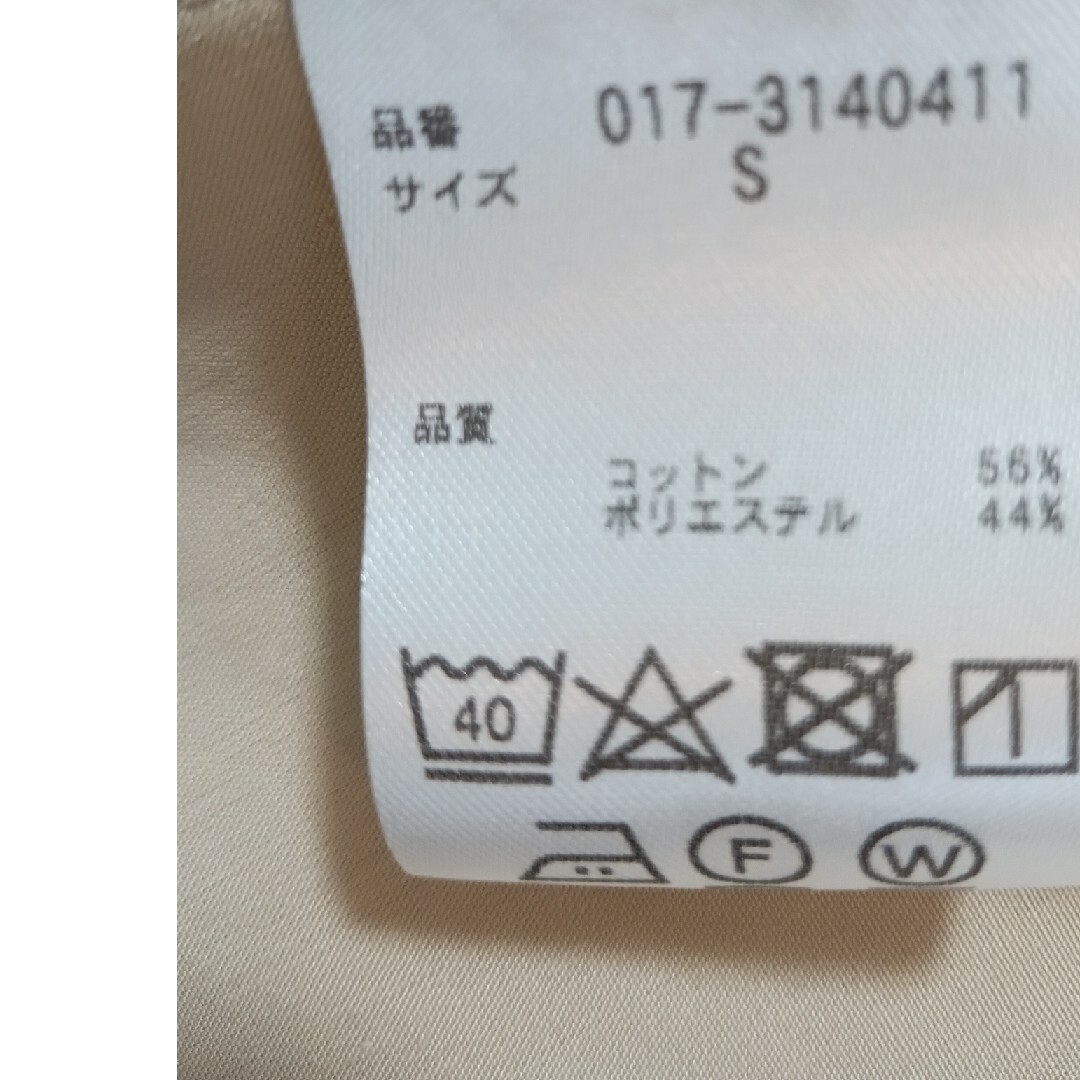 品番 017-3140411
サイズ S
品質
コットン 56%
ポリエステル 44%
40
F W